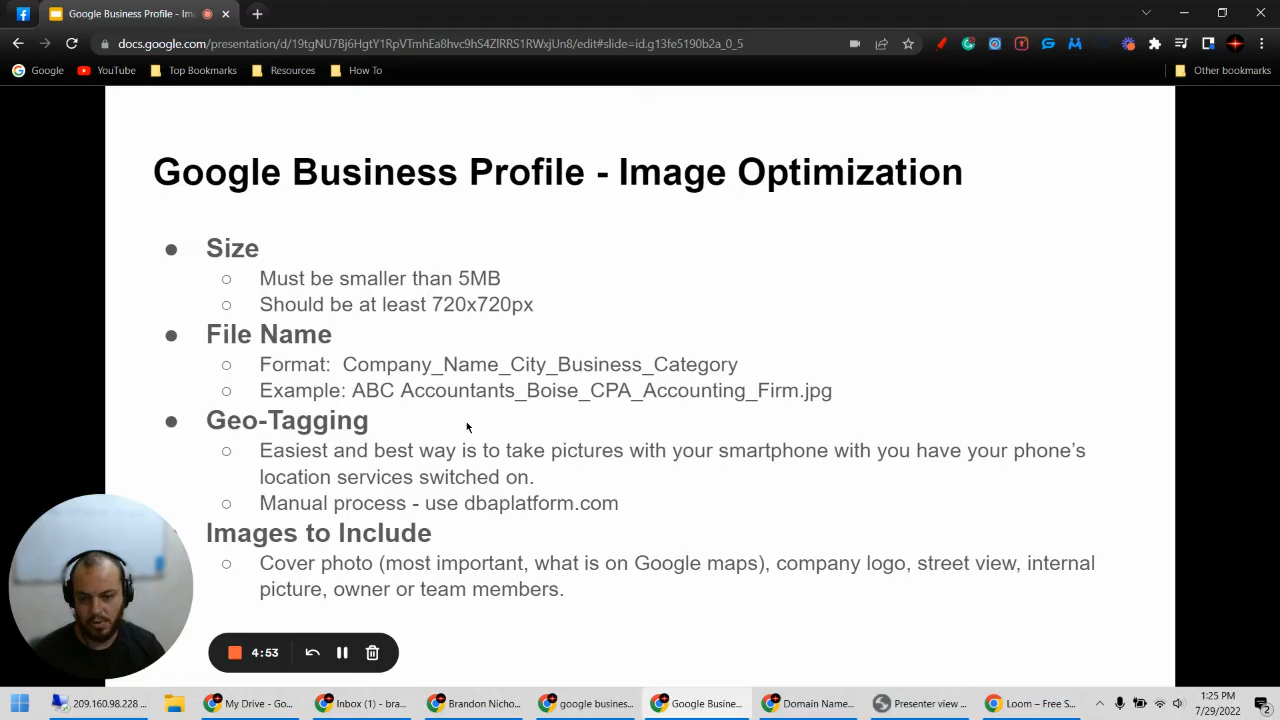 Google Business Profile - Im
docs.google.com/presentation/d/19tgNU7Bj6HgtY1RpVTmhEa8hvc9hS4ZlRRS1RWxjUn8/edit#slide=id.g13fe5190b2a_0_5
Google YouTube Top Bookmarks Resources How To Other bookmarks
Google Business Profile - Image Optimization
● Size
○ Must be smaller than 5MB
○ Should be at least 720x720px
● File Name
○ Format: Company_Name_City_Business_Category
○ Example: ABC Accountants_Boise_CPA_Accounting_Firm.jpg
● Geo-Tagging
○ Easiest and best way is to take pictures with your smartphone with you have your phone's
location services switched on.
○ Manual process - use dbaplatform.com
Images to Include
○ Cover photo (most important, what is on Google maps), company logo, street view, internal
picture, owner or team members.
4:53
209.160.98.228 ... My Drive - Go... Inbox (1) - bra... Brandon Nicho... google busines... Google Busine... Domain Name... Presenter view ... Loom – Free S... 1:25 PM
7/29/2022 2